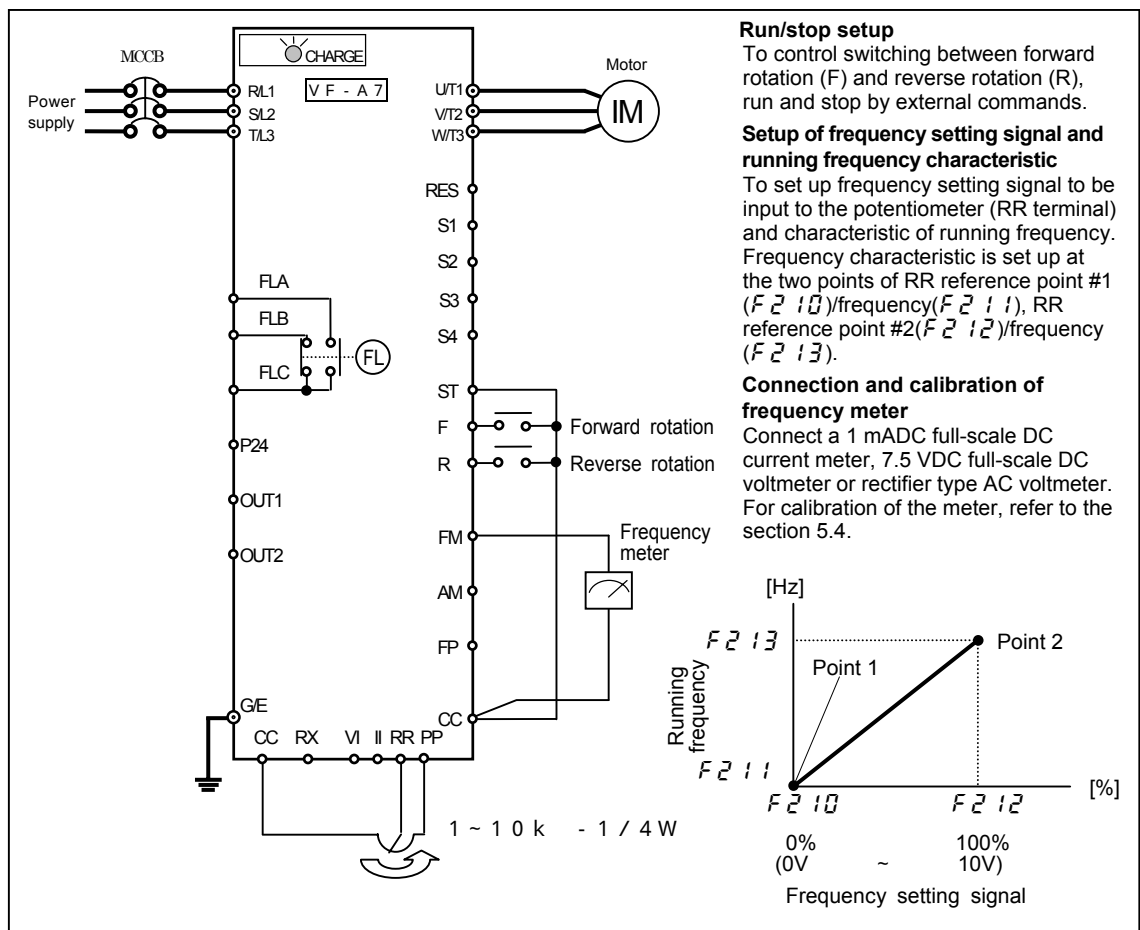 MCCB
Power
supply
CHARGE
VF-A7
R/L1
S/L2
T/L3
U/T1
V/T2
W/T3
Motor
IM
RES
S1
S2
S3
S4
FLA
FLB
FLC
FL
ST
F
Forward rotation
R
Reverse rotation
P24
OUT1
OUT2
FM
Frequency
meter
AM
FP
G/E
CC
CC RX VI II RR PP
1~10k -1/4W
Run/stop setup
To control switching between forward
rotation (F) and reverse rotation (R),
run and stop by external commands.
Setup of frequency setting signal and
running frequency characteristic
To set up frequency setting signal to be
input to the potentiometer (RR terminal)
and characteristic of running frequency.
Frequency characteristic is set up at
the two points of RR reference point #1
(F210)/frequency(F211), RR
reference point #2(F212)/frequency
(F213).
Connection and calibration of
frequency meter
Connect a 1 mADC full-scale DC
current meter, 7.5 VDC full-scale DC
voltmeter or rectifier type AC voltmeter.
For calibration of the meter, refer to the
section 5.4.
[Hz]
F213
Point 2
Point 1
Running
frequency
F211
[%]
F210 F212
0% 100%
(0V ~ 10V)
Frequency setting signal